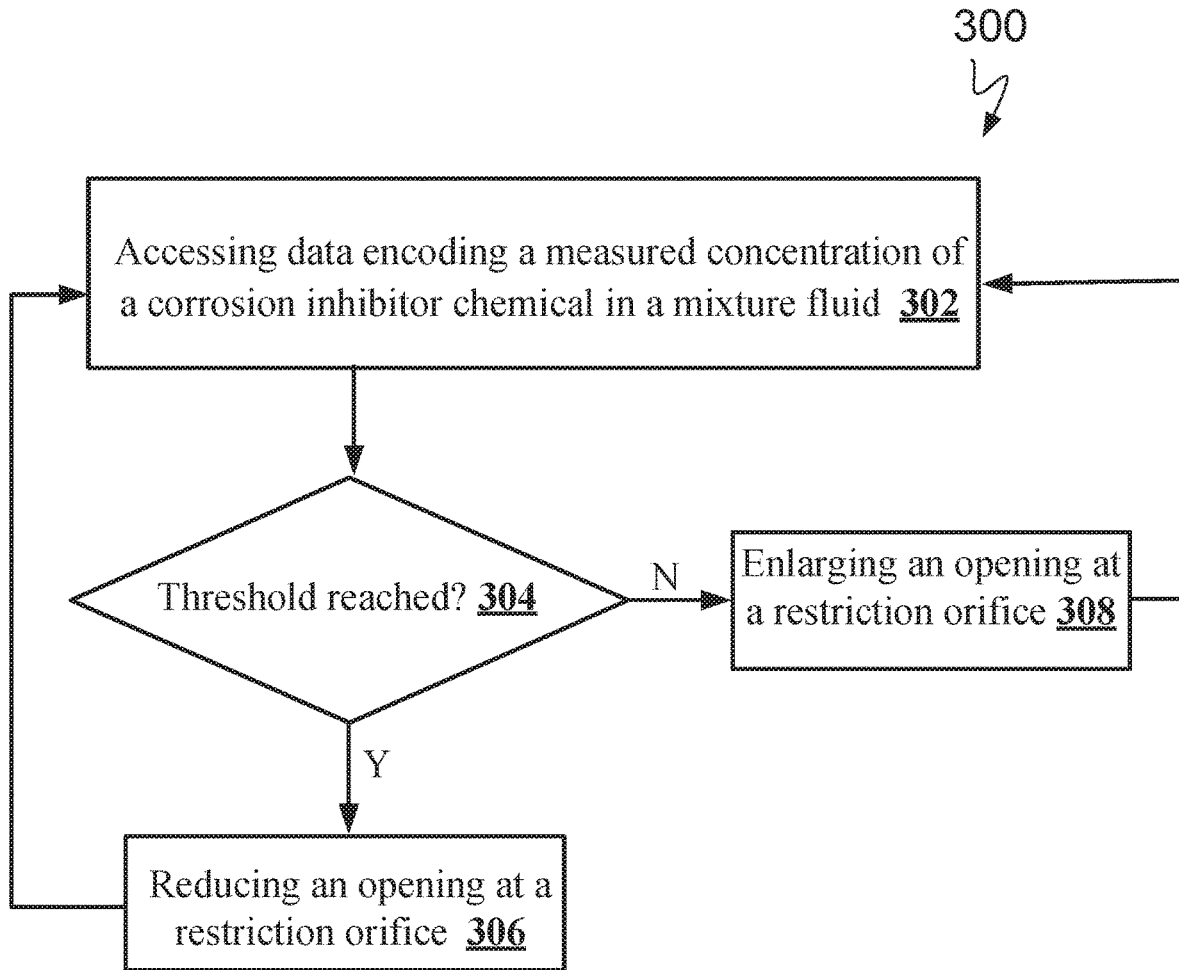 300
Accessing data encoding a measured concentration of
a corrosion inhibitor chemical in a mixture fluid 302
Threshold reached? 304
N
Enlarging an opening at
a restriction orifice 308
Y
Reducing an opening at a
restriction orifice 306